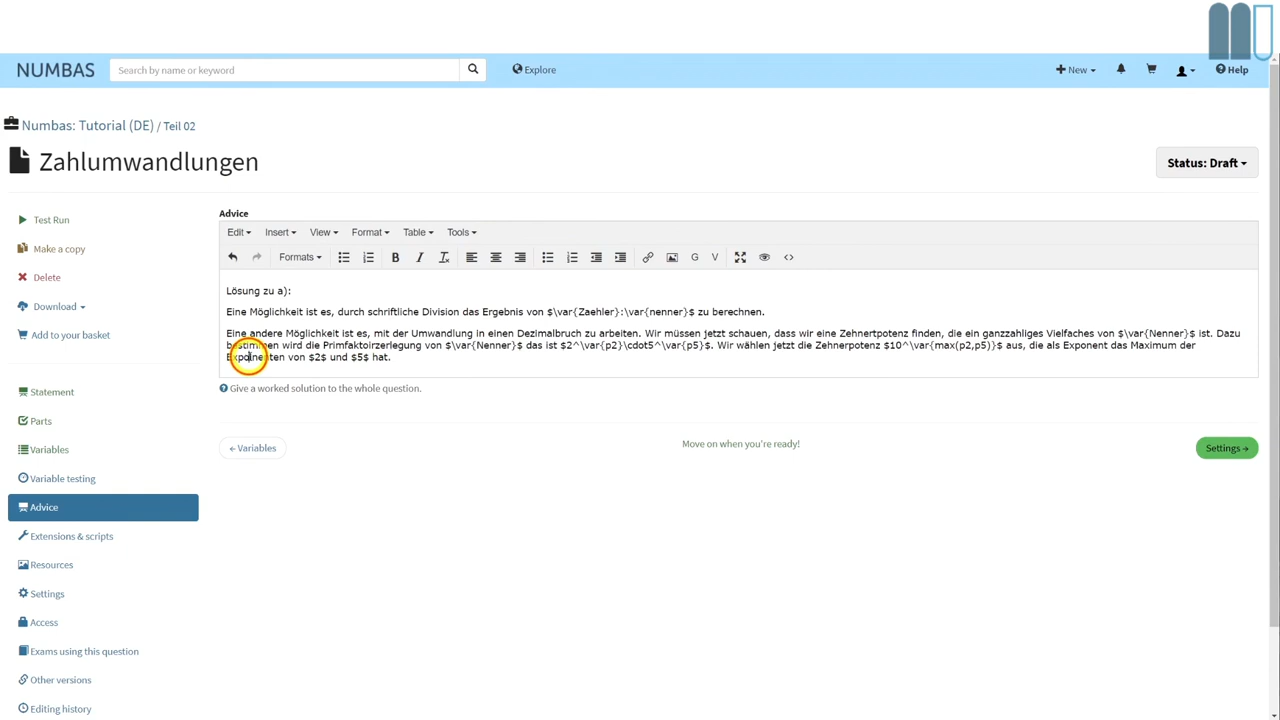 NUMBAS
Search by name or keyword
Explore
New
Help
Numbas: Tutorial (DE) / Teil 02
Zahlumwandlungen
Status: Draft
Test Run
Make a copy
Delete
Download
Add to your basket
Statement
Parts
Variables
Variable testing
Advice
Extensions & scripts
Resources
Settings
Access
Exams using this question
Other versions
Editing history
Advice
Edit Insert View Format Table Tools
Formats B I G V
Lösung zu a):
Eine Möglichkeit ist es, durch schriftliche Division das Ergebnis von $\var{Zaehler}:\var{nenner}$ zu berechnen.
Eine andere Möglichkeit ist es, mit der Umwandlung in einen Dezimalbruch zu arbeiten. Wir müssen jetzt schauen, dass wir eine Zehnertpotenz finden, die ein ganzzahliges Vielfaches von $\var{Nenner}$ ist. Dazu
bestimmen wird die Primfaktoirzerlegung von $\var{Nenner}$ das ist $2^\var{p2}\cdot5^\var{p5}$. Wir wählen jetzt die Zehnerpotenz $10^\var{max(p2,p5)}$ aus, die als Exponent das Maximum der
Exponenten von $2$ und $5$ hat.
Give a worked solution to the whole question.
← Variables
Move on when you're ready!
Settings →